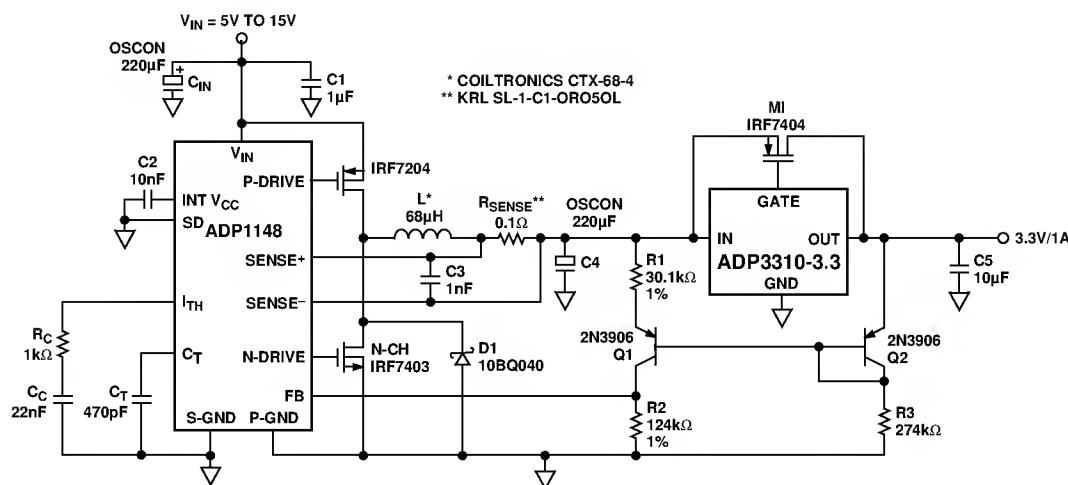 V_IN = 5V TO 15V
OSCON
220µF
+
C_IN
C1
1µF
* COILTRONICS CTX-68-4
** KRL SL-1-C1-ORO5OL
MI
IRF7404
C2
10nF
V_IN
P-DRIVE
IRF7204
INT V_CC
SD
ADP1148
L*
68µH
R_SENSE**
0.1Ω
OSCON
220µF
C4
GATE
IN
OUT
ADP3310-3.3
GND
3.3V/1A
C5
10µF
SENSE+
C3
1nF
SENSE–
R1
30.1kΩ
1%
I_TH
R_C
1kΩ
C_T
N-DRIVE
N-CH
IRF7403
D1
10BQ040
2N3906
Q1
2N3906
Q2
C_C
22nF
C_T
470pF
FB
S-GND
P-GND
R2
124kΩ
1%
R3
274kΩ